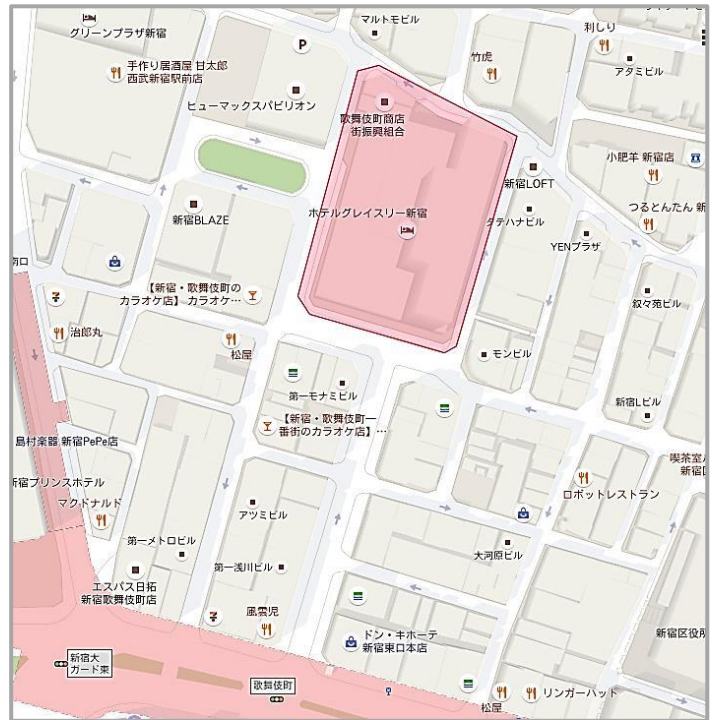 グリーンプラザ新宿
マルトモビル
利しり
P
竹虎
アタミビル
手作り居酒屋 甘太郎
西武新宿駅前店
ヒューマックスパビリオン
歌舞伎町商店
街振興組合
小肥羊 新宿店
新宿LOFT
つるとんたん 新
新宿BLAZE
ホテルグレイスリー新宿
タテハナビル
YENプラザ
南口
【新宿・歌舞伎町の
カラオケ店】 カラオケ…
叙々苑ビル
治郎丸
松屋
モンビル
第一モナミビル
新宿Lビル
【新宿・歌舞伎町一
番街のカラオケ店】…
島村楽器 新宿PePe店
宿プリンスホテル
マクドナルド
ロボットレストラン
アツミビル
第一メトロビル
第一浅川ビル
大河原ビル
エスパス日拓
新宿歌舞伎町店
風雲児
ドン・キホーテ
新宿東口本店
新宿区役所
新宿大
ガード東
歌舞伎町
松屋
リンガーハット